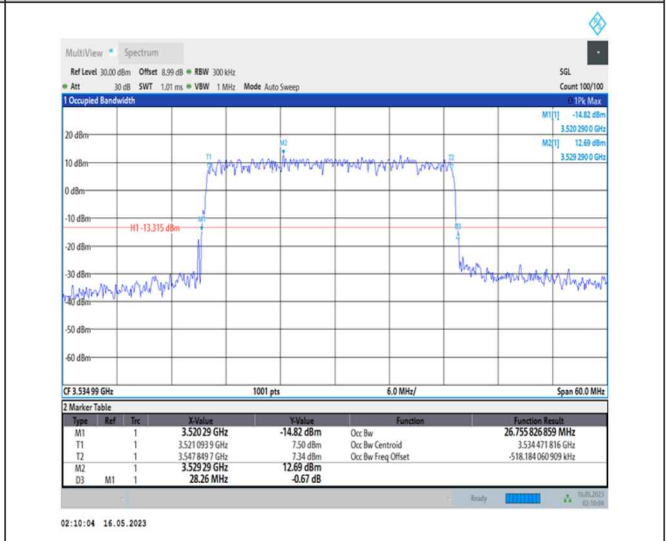 MultiView Spectrum
Ref Level 30.00 dBm Offset 8.99 dB RBW 300 kHz SGL
Att 30 dB SWT 1.01 ms VBW 1 MHz Mode Auto Sweep Count 100/100
1 Occupied Bandwidth 1Pk Max
M1[1] -14.82 dBm
3.520 290 0 GHz
M2[1] 12.69 dBm
3.529 290 0 GHz
20 dBm
M2
T1
T2
10 dBm
0 dBm
-10 dBm
M1
D3
H1 -13.315 dBm
-20 dBm
-30 dBm
-40 dBm
-50 dBm
-60 dBm
CF 3.534 99 GHz 1001 pts 6.0 MHz/ Span 60.0 MHz
2 Marker Table
Type Ref Trc X-Value Y-Value Function Function Result
M1 1 3.520 29 GHz -14.82 dBm Occ Bw 26.755 826 859 MHz
T1 1 3.521 093 9 GHz 7.50 dBm Occ Bw Centroid 3.534 471 816 GHz
T2 1 3.547 849 7 GHz 7.34 dBm Occ Bw Freq Offset -518.184 060 909 kHz
M2 1 3.529 29 GHz 12.69 dBm
D3 M1 1 28.26 MHz -0.67 dB
Ready 16.05.2023
02:10:04
02:10:04 16.05.2023